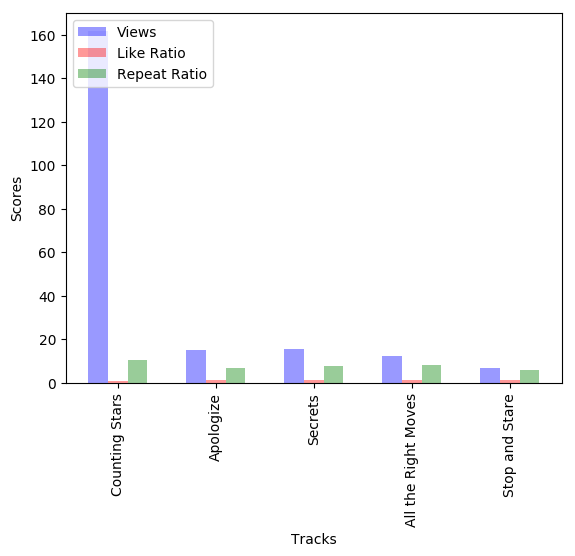 Views
Like Ratio
Repeat Ratio
160
140
120
100
80
60
40
20
0
Scores
Counting Stars
Apologize
Secrets
All the Right Moves
Stop and Stare
Tracks